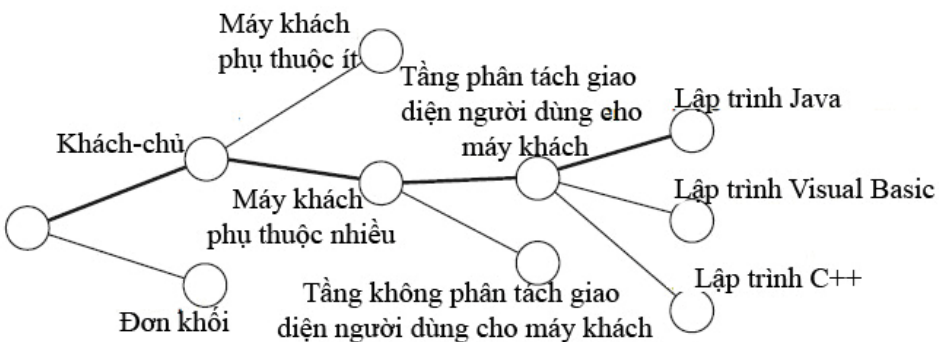 Máy khách
phụ thuộc ít
Tầng phân tách giao
diện người dùng cho
máy khách
Lập trình Java
Khách-chủ
Máy khách
phụ thuộc nhiều
Lập trình Visual Basic
Lập trình C++
Tầng không phân tách giao
diện người dùng cho máy khách
Đơn khối